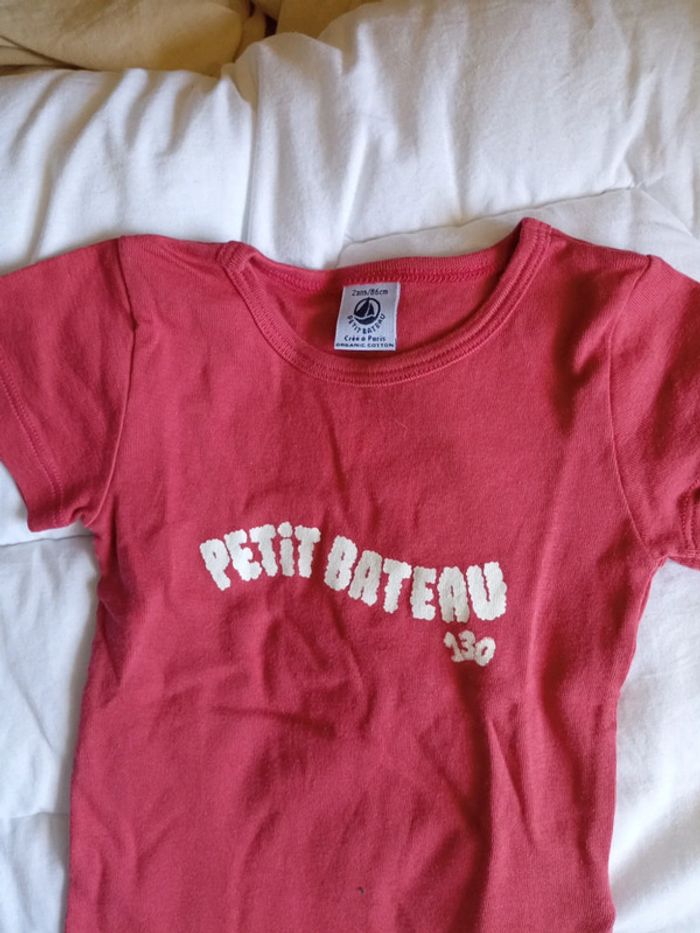 2ans/86cm
PETIT BATEAU
Créé à Paris
ORGANIC COTTON
PETiT BATEAU
130